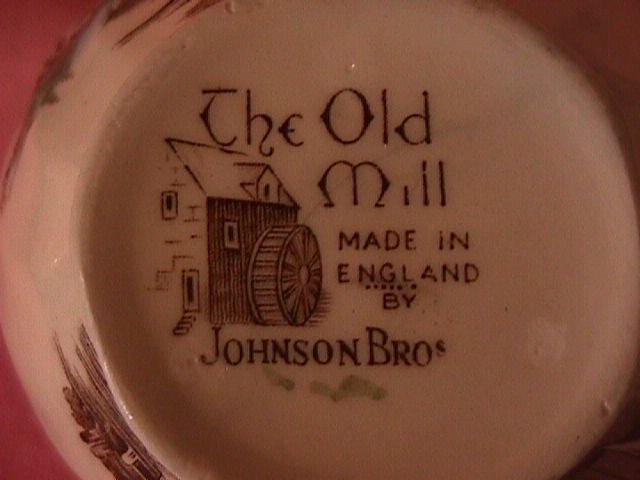 The Old
Mill
MADE IN
ENGLAND
BY
JOHNSON BROS